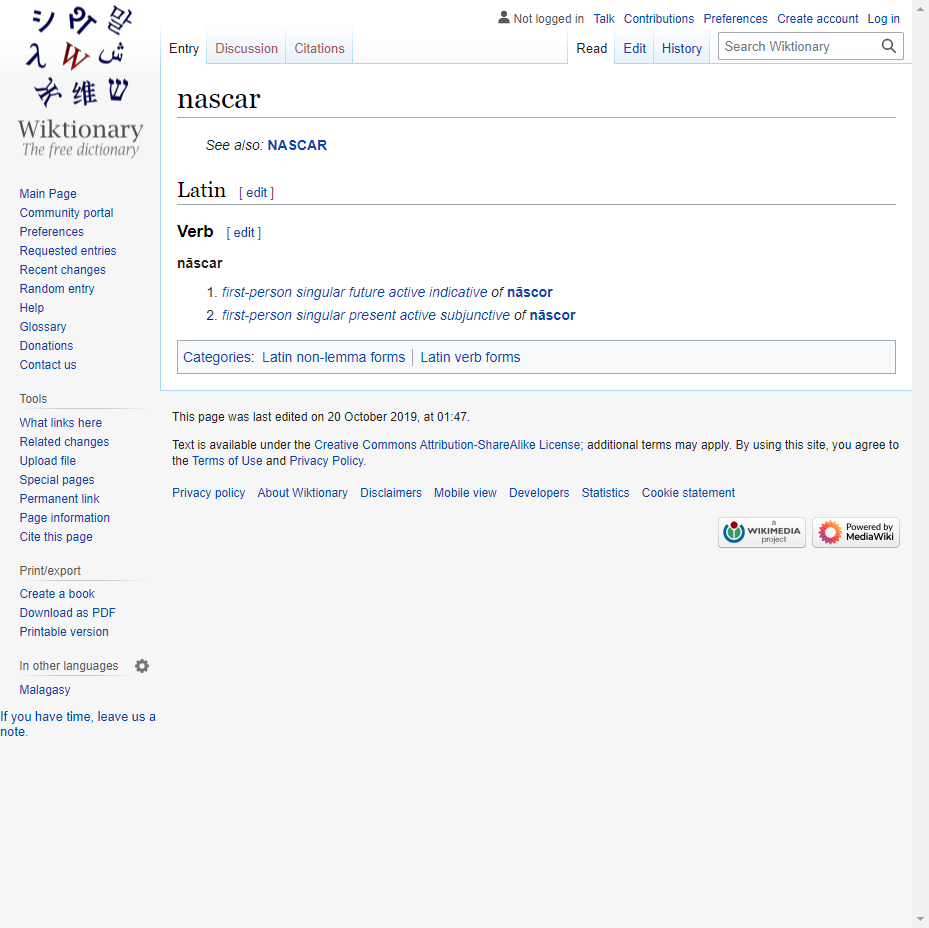 Not logged in Talk Contributions Preferences Create account Log in
Entry Discussion Citations Read Edit History Search Wiktionary
シ 말
λ W ش
维 ש
Wiktionary
The free dictionary
nascar
See also: NASCAR
Latin [ edit ]
Verb [ edit ]
nāscar
1. first-person singular future active indicative of nāscor
2. first-person singular present active subjunctive of nāscor
Categories: Latin non-lemma forms Latin verb forms
Main Page
Community portal
Preferences
Requested entries
Recent changes
Random entry
Help
Glossary
Donations
Contact us
Tools
What links here
Related changes
Upload file
Special pages
Permanent link
Page information
Cite this page
Print/export
Create a book
Download as PDF
Printable version
In other languages
Malagasy
If you have time, leave us a
note.
This page was last edited on 20 October 2019, at 01:47.
Text is available under the Creative Commons Attribution-ShareAlike License; additional terms may apply. By using this site, you agree to
the Terms of Use and Privacy Policy.
Privacy policy About Wiktionary Disclaimers Mobile view Developers Statistics Cookie statement
a
WIKIMEDIA
project
Powered by
MediaWiki